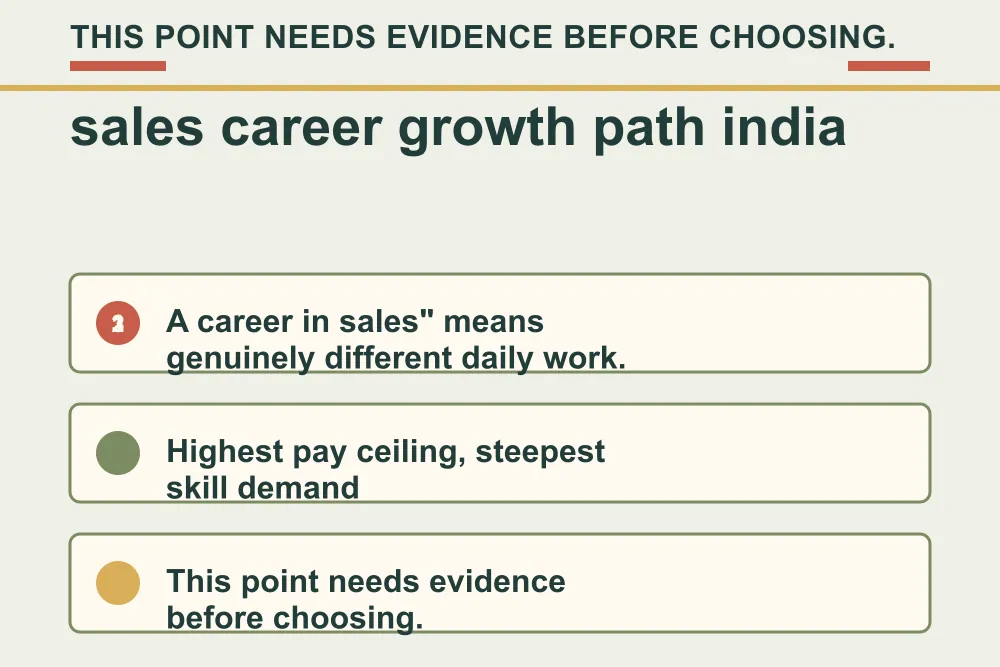 THIS POINT NEEDS EVIDENCE BEFORE CHOOSING.
sales career growth path india
A career in sales" means
genuinely different daily work.
Highest pay ceiling, steepest
skill demand
This point needs evidence
before choosing.